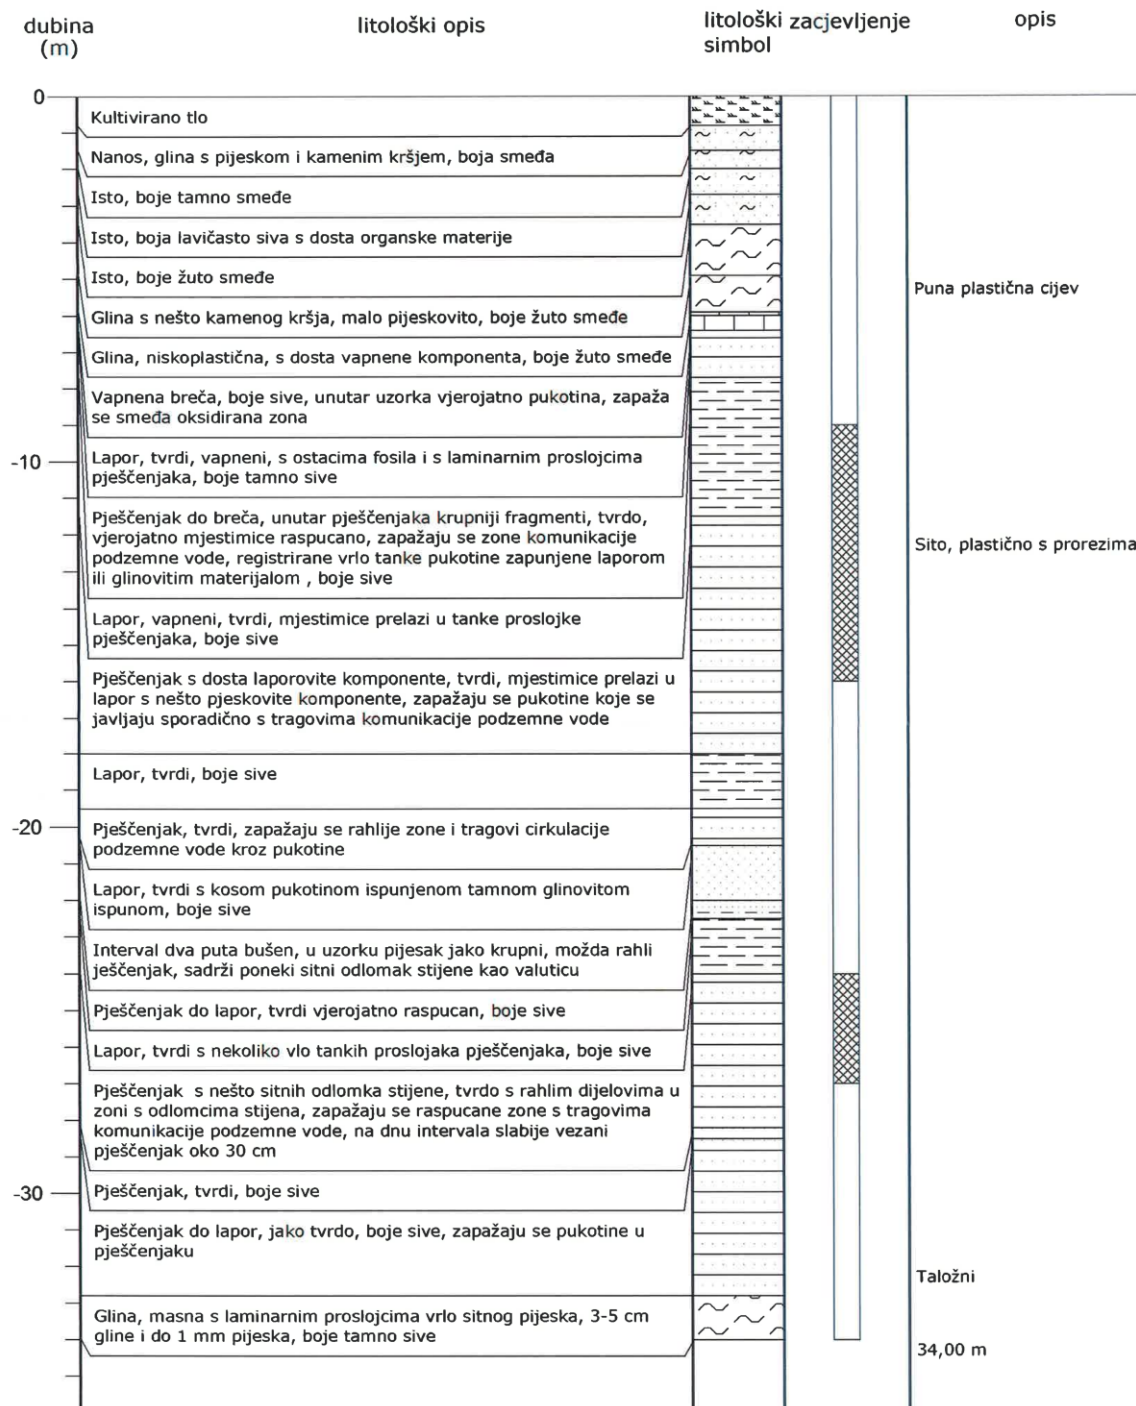 dubina
(m)
litološki opis
litološki
simbol
zacjevljenje
opis
0
Kultivirano tlo
Nanos, glina s pijeskom i kamenim kršjem, boja smeđa
Isto, boje tamno smeđe
Isto, boja lavičasto siva s dosta organske materije
Isto, boje žuto smeđe
Puna plastična cijev
Glina s nešto kamenog kršja, malo pijeskovito, boje žuto smeđe
Glina, niskoplastična, s dosta vapnene komponenta, boje žuto smeđe
Vapnena breča, boje sive, unutar uzorka vjerojatno pukotina, zapaža
se smeđa oksidirana zona
-10
Lapor, tvrdi, vapneni, s ostacima fosila i s laminarnim proslojcima
pješčenjaka, boje tamno sive
Pješčenjak do breča, unutar pješčenjaka krupniji fragmenti, tvrdo,
vjerojatno mjestimice raspucano, zapažaju se zone komunikacije
podzemne vode, registrirane vrlo tanke pukotine zapunjene laporom
ili glinovitim materijalom , boje sive
Sito, plastično s prorezima
Lapor, vapneni, tvrdi, mjestimice prelazi u tanke proslojke
pješčenjaka, boje sive
Pješčenjak s dosta laporovite komponente, tvrdi, mjestimice prelazi u
lapor s nešto pjeskovite komponente, zapažaju se pukotine koje se
javljaju sporadično s tragovima komunikacije podzemne vode
Lapor, tvrdi, boje sive
-20
Pješčenjak, tvrdi, zapažaju se rahlije zone i tragovi cirkulacije
podzemne vode kroz pukotine
Lapor, tvrdi s kosom pukotinom ispunjenom tamnom glinovitom
ispunom, boje sive
Interval dva puta bušen, u uzorku pijesak jako krupni, možda rahli
ješčenjak, sadrži poneki sitni odlomak stijene kao valuticu
Pješčenjak do lapor, tvrdi vjerojatno raspucan, boje sive
Lapor, tvrdi s nekoliko vlo tankih proslojaka pješčenjaka, boje sive
Pješčenjak s nešto sitnih odlomka stijene, tvrdo s rahlim dijelovima u
zoni s odlomcima stijena, zapažaju se raspucane zone s tragovima
komunikacije podzemne vode, na dnu intervala slabije vezani
pješčenjak oko 30 cm
-30
Pješčenjak, tvrdi, boje sive
Pješčenjak do lapor, jako tvrdo, boje sive, zapažaju se pukotine u
pješčenjaku
Taložni
Glina, masna s laminarnim proslojcima vrlo sitnog pijeska, 3-5 cm
gline i do 1 mm pijeska, boje tamno sive
34,00 m